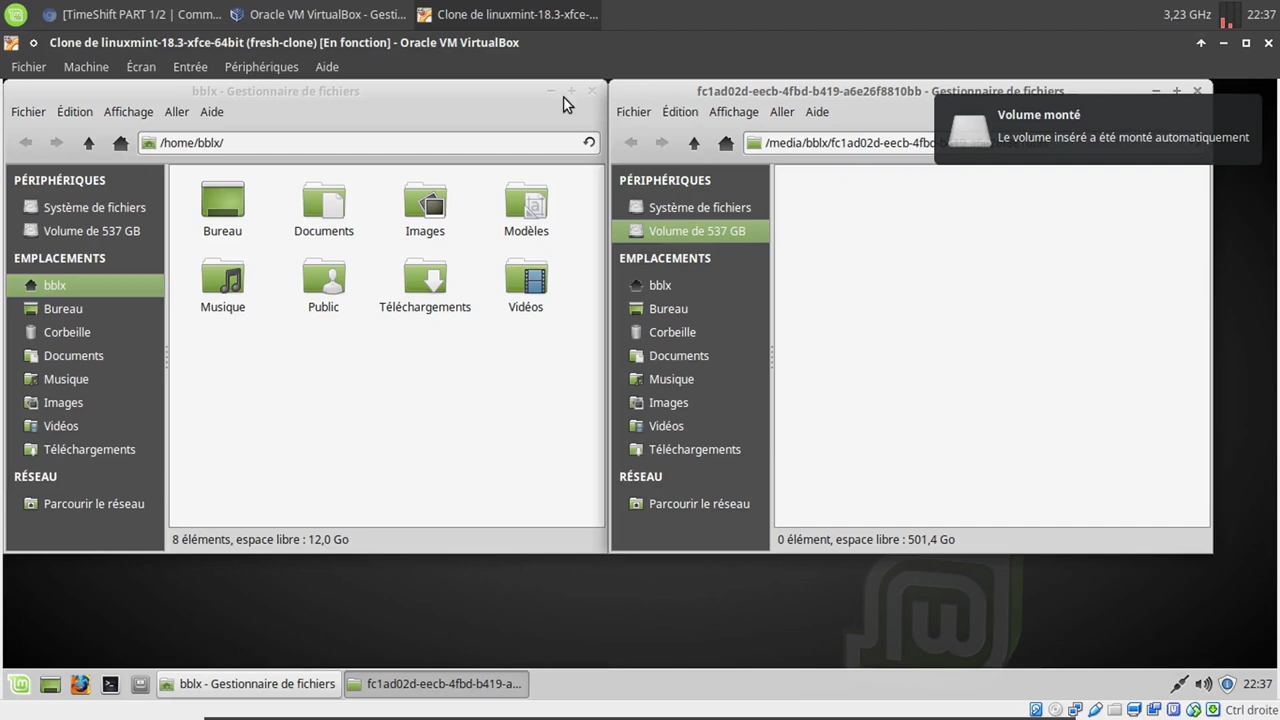 [TimeShift PART 1/2 | Comm...
Oracle VM VirtualBox - Gesti...
Clone de linuxmint-18.3-xfce-...
3,23 GHz
22:37
Clone de linuxmint-18.3-xfce-64bit (fresh-clone) [En fonction] - Oracle VM VirtualBox
Fichier Machine Écran Entrée Périphériques Aide
bblx - Gestionnaire de fichiers
Fichier Édition Affichage Aller Aide
/home/bblx/
PÉRIPHÉRIQUES
Système de fichiers
Volume de 537 GB
EMPLACEMENTS
bblx
Bureau
Corbeille
Documents
Musique
Images
Vidéos
Téléchargements
RÉSEAU
Parcourir le réseau
Bureau Documents Images Modèles
Musique Public Téléchargements Vidéos
8 éléments, espace libre : 12,0 Go
fc1ad02d-eecb-4fbd-b419-a6e26f8810bb - Gestionnaire de fichiers
Fichier Édition Affichage Aller Aide
/media/bblx/fc1ad02d-eecb-4fb
Volume monté
Le volume inséré a été monté automatiquement
PÉRIPHÉRIQUES
Système de fichiers
Volume de 537 GB
EMPLACEMENTS
bblx
Bureau
Corbeille
Documents
Musique
Images
Vidéos
Téléchargements
RÉSEAU
Parcourir le réseau
0 élément, espace libre : 501,4 Go
bblx - Gestionnaire de fichiers
fc1ad02d-eecb-4fbd-b419-a...
22:37
Ctrl droite